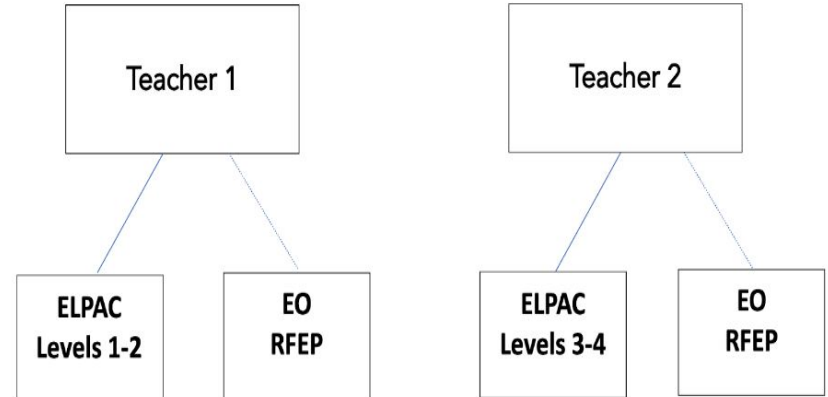 Teacher 1
Teacher 2
ELPAC
Levels 1-2
EO
RFEP
ELPAC
Levels 3-4
EO
RFEP